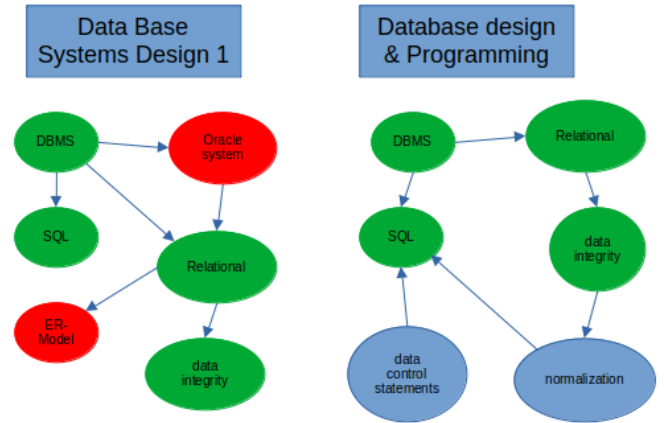 Data Base
Systems Design 1
DBMS
Oracle
system
SQL
Relational
ER-
Model
data
integrity
Database design
& Programming
DBMS
Relational
SQL
data
integrity
data
control
statements
normalization